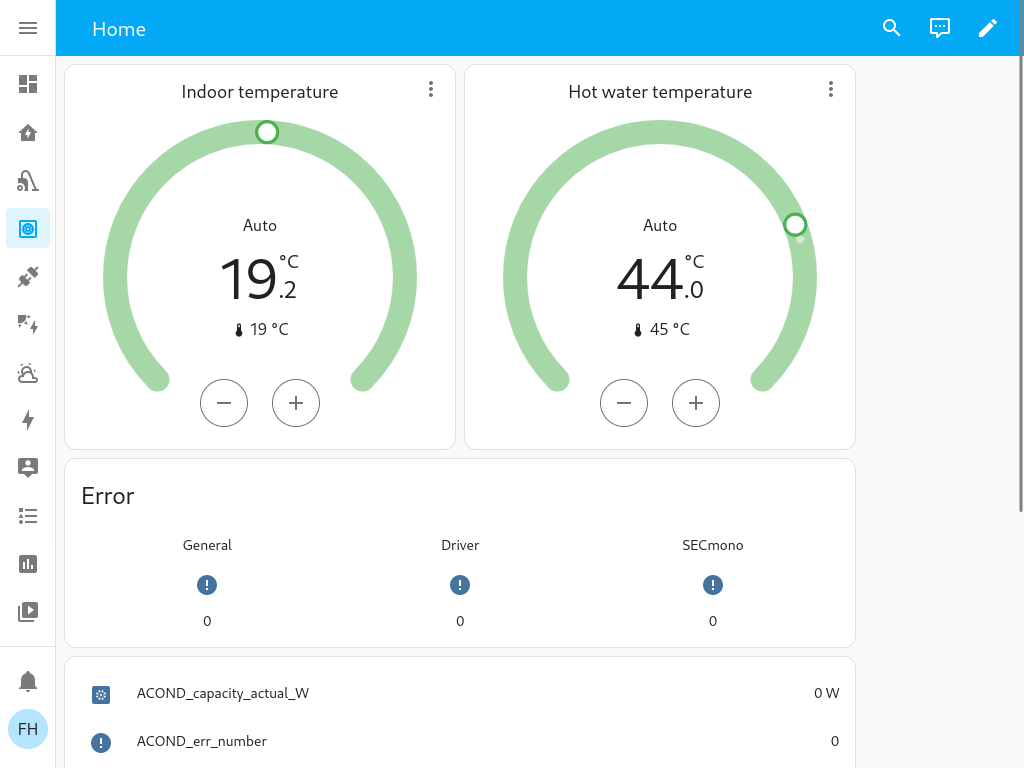 Home
Indoor temperature
Auto
19.2 °C
19 °C
Hot water temperature
Auto
44.0 °C
45 °C
Error
General Driver SECmono
0 0 0
ACOND_capacity_actual_W 0 W
ACOND_err_number 0
FH